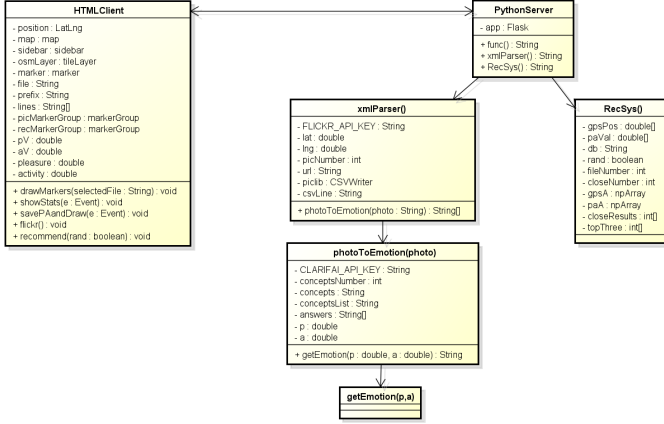 HTMLClient
- position : LatLng
- map : map
- sidebar : sidebar
- osmLayer : tileLayer
- marker : marker
- file : String
- prefix : String
- lines : String[]
- picMarkerGroup : markerGroup
- recMarkerGroup : markerGroup
- pV : double
- aV : double
- pleasure : double
- activity : double
+ drawMarkers(selectedFile : String) : void
+ showStats(e : Event) : void
+ savePAandDraw(e : Event) : void
+ flickr() : void
+ recommend(rand : boolean) : void
PythonServer
- app : Flask
+ func() : String
+ xmlParser() : String
+ RecSys() : String
xmlParser()
- FLICKR_API_KEY : String
- lat : double
- lng : double
- picNumber : int
- url : String
- piclib : CSVWriter
- csvLine : String
+ photoToEmotion(photo : String) : String[]
RecSys()
- gpsPos : double[]
- paVal : double[]
- db : String
- rand : boolean
- fileNumber : int
- closeNumber : int
- gpsA : npArray
- paA : npArray
- closeResults : int[]
- topThree : int[]
photoToEmotion(photo)
- CLARIFAI_API_KEY : String
- conceptsNumber : int
- concepts : String
- conceptsList : String
- answers : String[]
- p : double
- a : double
+ getEmotion(p : double, a : double) : String
getEmotion(p,a)